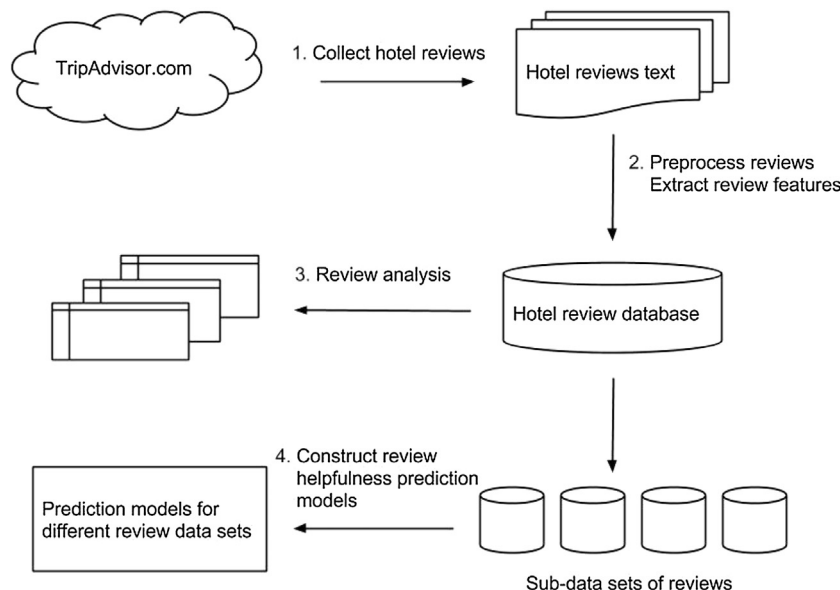 TripAdvisor.com
1. Collect hotel reviews
Hotel reviews text
2. Preprocess reviews
Extract review features
3. Review analysis
Hotel review database
4. Construct review
helpfulness prediction
models
Prediction models for
different review data sets
Sub-data sets of reviews